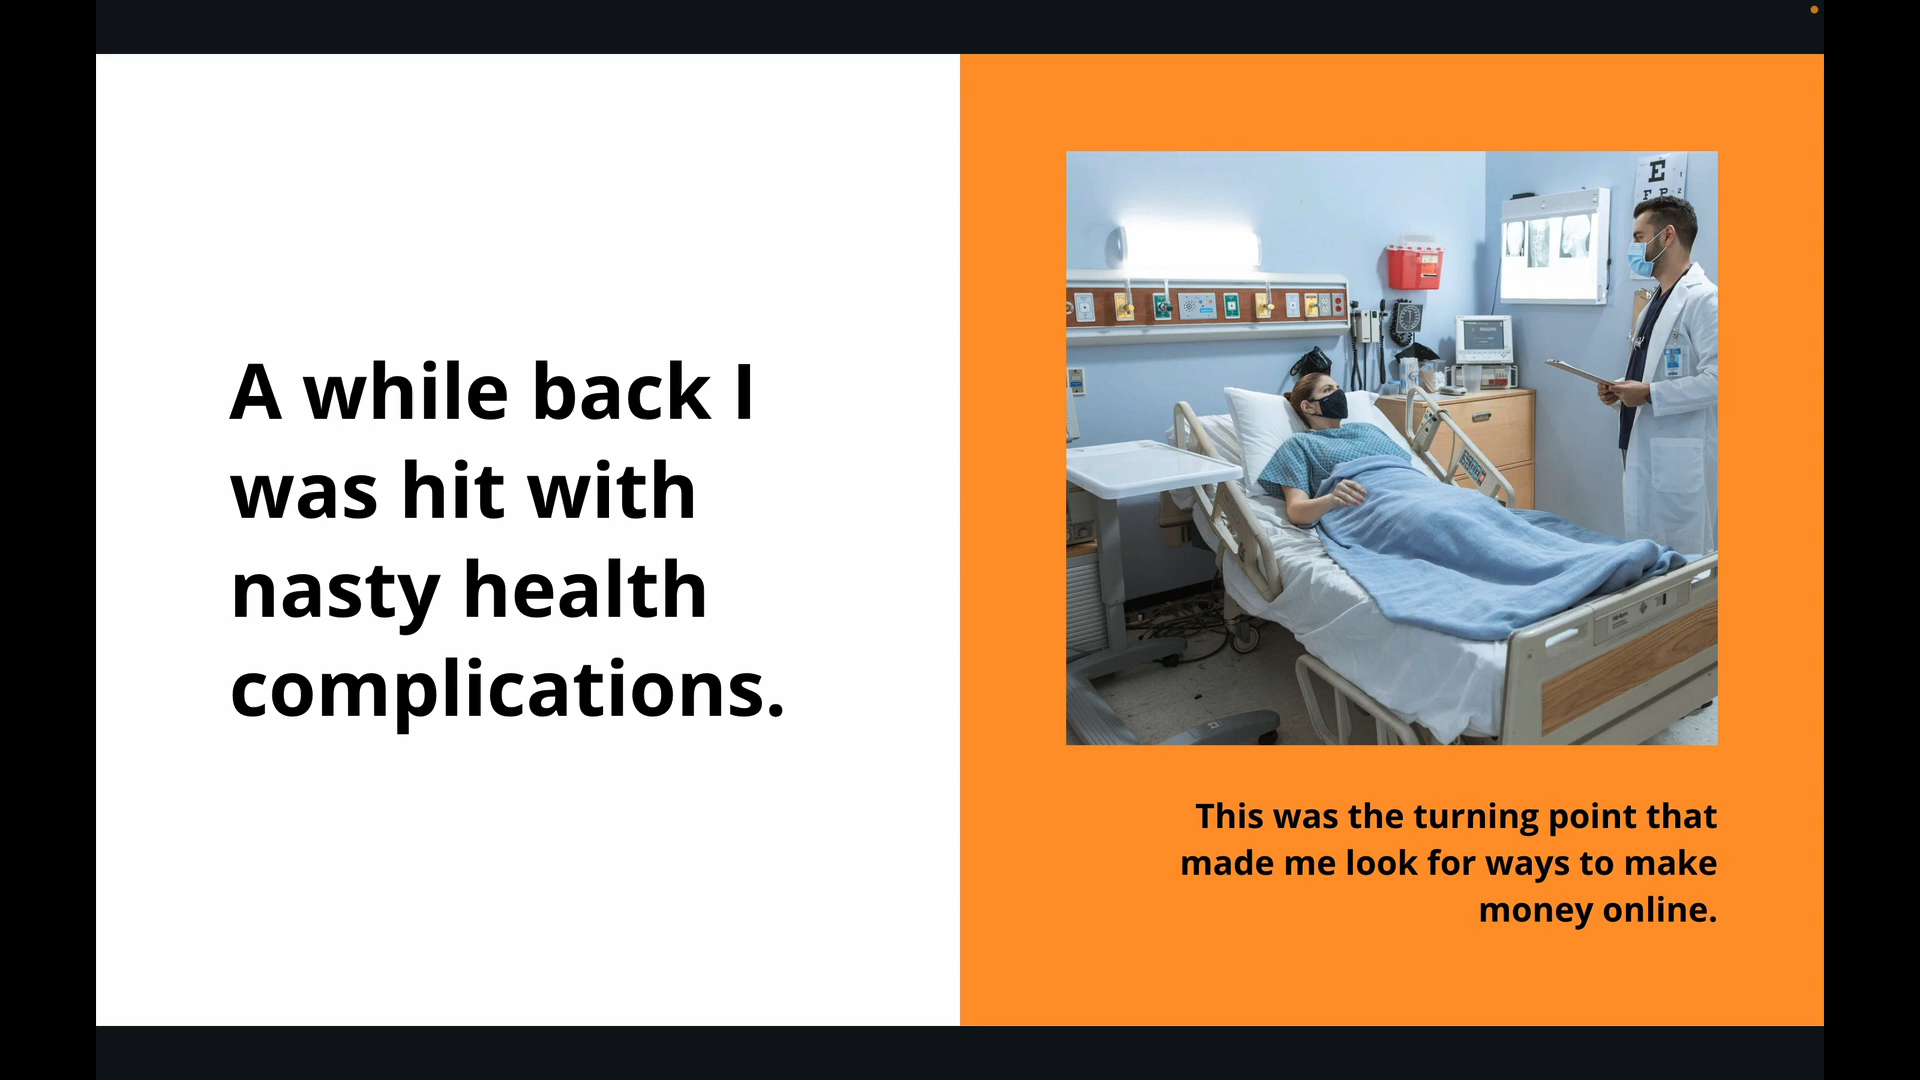 A while back I
was hit with
nasty health
complications.
E
This was the turning point that
made me look for ways to make
money online.